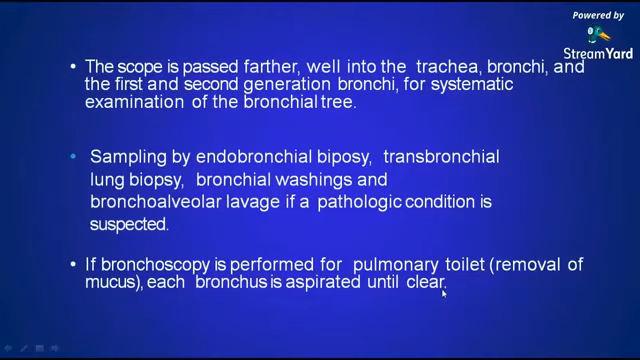 Powered by
StreamYard
• The scope is passed farther, well into the trachea, bronchi, and
the first and second generation bronchi, for systematic
examination of the bronchial tree.
• Sampling by endobronchial biposy, transbronchial
lung biopsy, bronchial washings and
bronchoalveolar lavage if a pathologic condition is
suspected.
• If bronchoscopy is performed for pulmonary toilet (removal of
mucus), each bronchus is aspirated until clear.